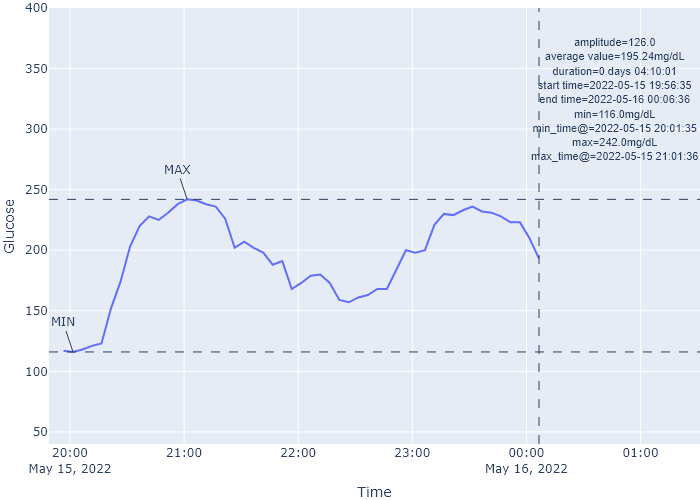 400
350
300
250
200
150
100
50
Glucose
amplitude=126.0
average value=195.24mg/dL
duration=0 days 04:10:01
start time=2022-05-15 19:56:35
end time=2022-05-16 00:06:36
min=116.0mg/dL
min_time@=2022-05-15 20:01:35
max=242.0mg/dL
max_time@=2022-05-15 21:01:36
MAX
MIN
20:00 21:00 22:00 23:00 00:00 01:00
May 15, 2022 May 16, 2022
Time